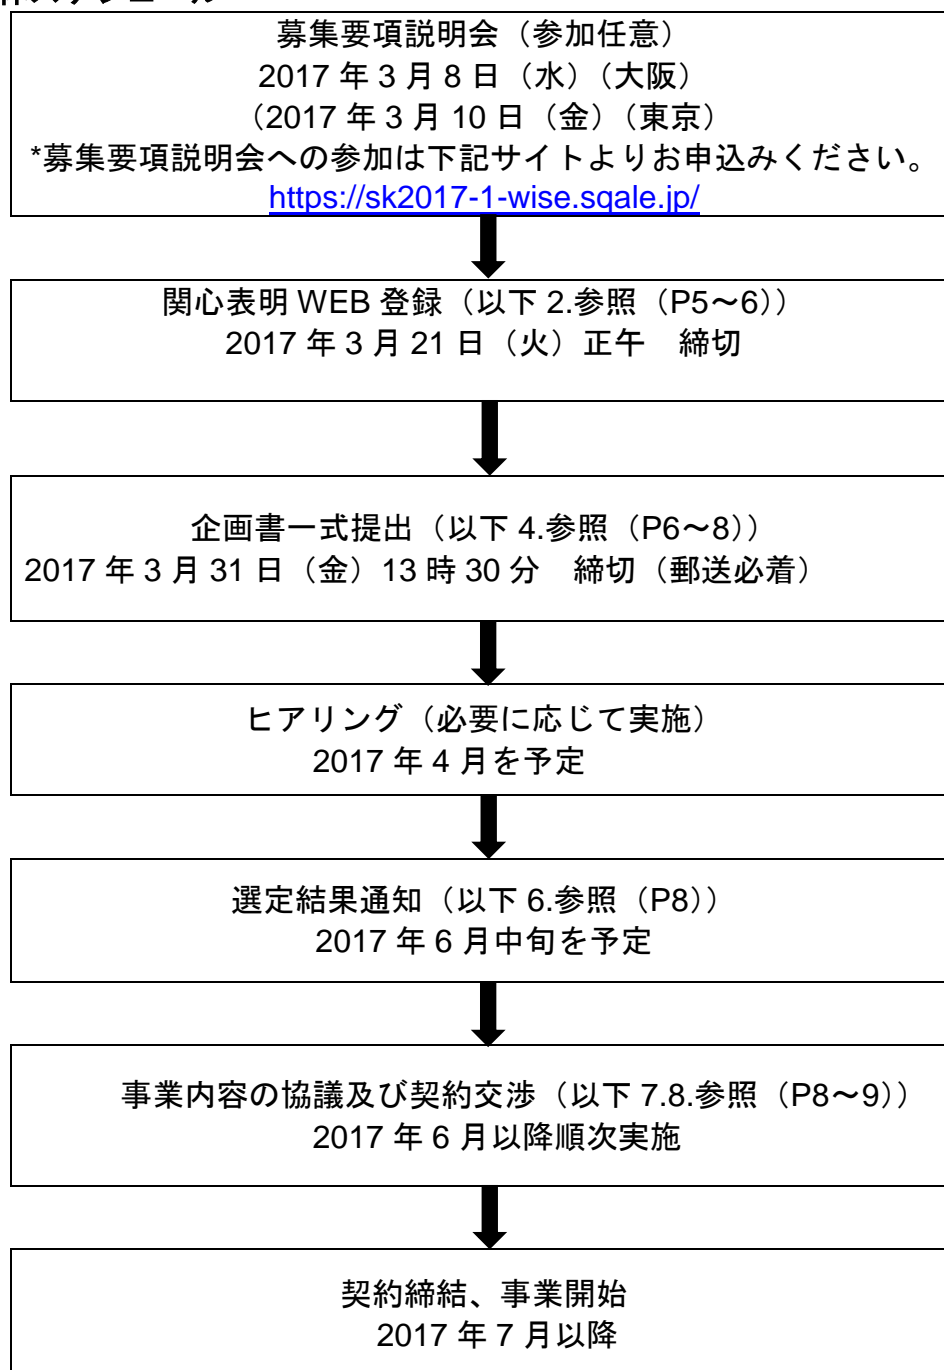 募集要項説明会（参加任意）
2017 年 3 月 8 日（水）（大阪）
（2017 年 3 月 10 日（金）（東京）
*募集要項説明会への参加は下記サイトよりお申込みください。
https://sk2017-1-wise.sqale.jp/
関心表明 WEB 登録（以下 2.参照（P5～6））
2017 年 3 月 21 日（火）正午　締切
企画書一式提出（以下 4.参照（P6～8））
2017 年 3 月 31 日（金）13 時 30 分　締切（郵送必着）
ヒアリング（必要に応じて実施）
2017 年 4 月を予定
選定結果通知（以下 6.参照（P8））
2017 年 6 月中旬を予定
事業内容の協議及び契約交渉（以下 7.8.参照（P8～9））
2017 年 6 月以降順次実施
契約締結、事業開始
2017 年 7 月以降